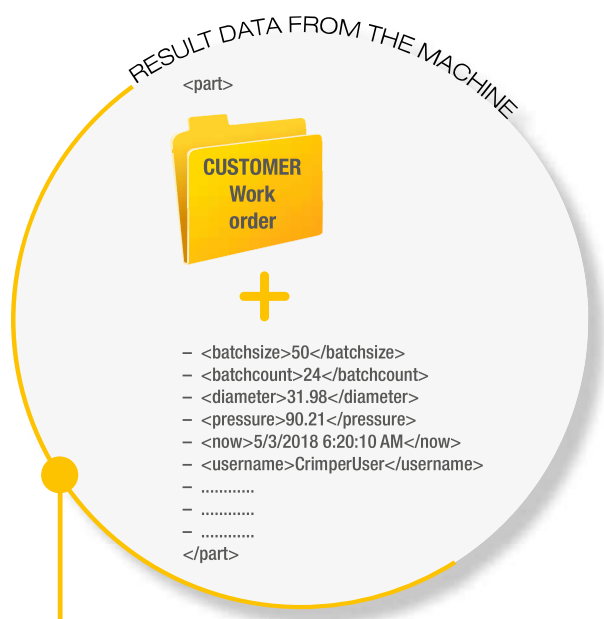 RESULT DATA FROM THE MACHINE
<part>
CUSTOMER
Work
order
+
– <batchsize>50</batchsize>
– <batchcount>24</batchcount>
– <diameter>31.98</diameter>
– <pressure>90.21</pressure>
– <now>5/3/2018 6:20:10 AM</now>
– <username>CrimperUser</username>
– ............
– ............
– ............
</part>